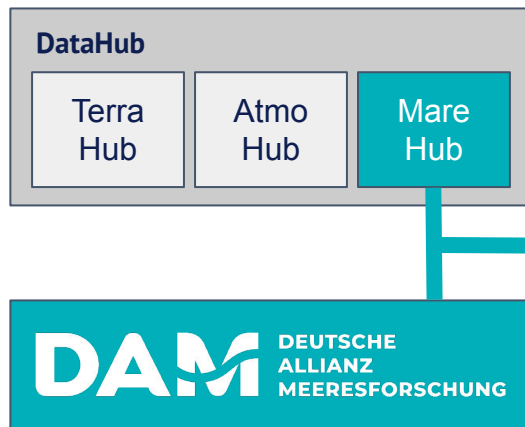 DataHub
Terra
Hub
Atmo
Hub
Mare
Hub
DAM
DEUTSCHE
ALLIANZ
MEERESFORSCHUNG